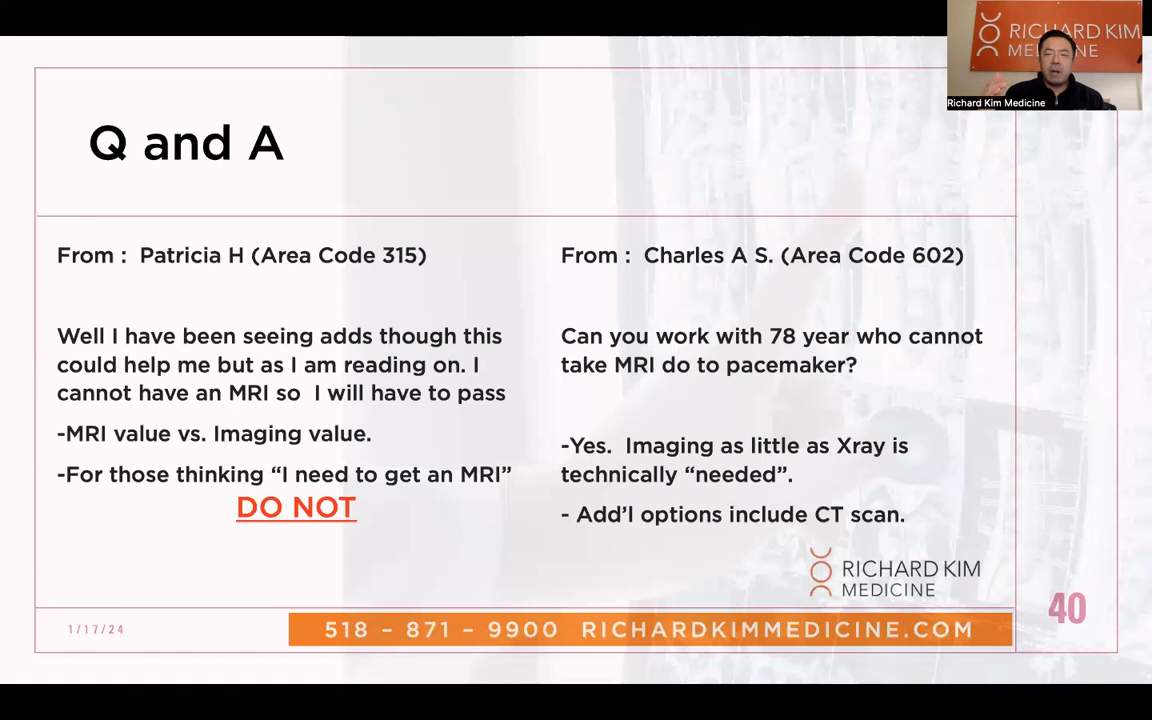 RICHARD KIM
MEDICINE
Richard Kim Medicine
Q and A
From :  Patricia H (Area Code 315)
Well I have been seeing adds though this
could help me but as I am reading on. I
cannot have an MRI so  I will have to pass
-MRI value vs. Imaging value.
-For those thinking “I need to get an MRI”
DO NOT
From :  Charles A S. (Area Code 602)
Can you work with 78 year who cannot
take MRI do to pacemaker?
-Yes.  Imaging as little as Xray is
technically “needed”.
- Add’l options include CT scan.
RICHARD KIM
MEDICINE
40
1/17/24
518 – 871 – 9900  RICHARDKIMMEDICINE.COM